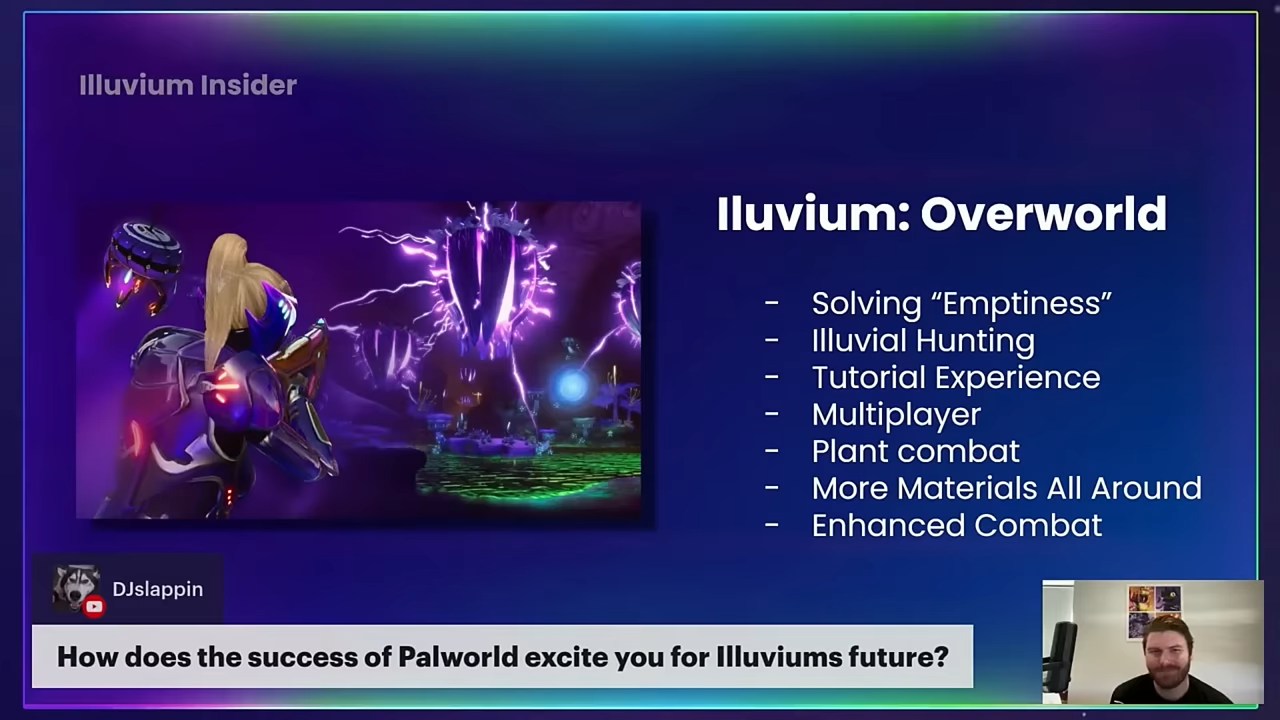 Illuvium Insider
Iluvium: Overworld
- Solving “Emptiness”
- Illuvial Hunting
- Tutorial Experience
- Multiplayer
- Plant combat
- More Materials All Around
- Enhanced Combat
DJslappin
How does the success of Palworld excite you for Illuviums future?